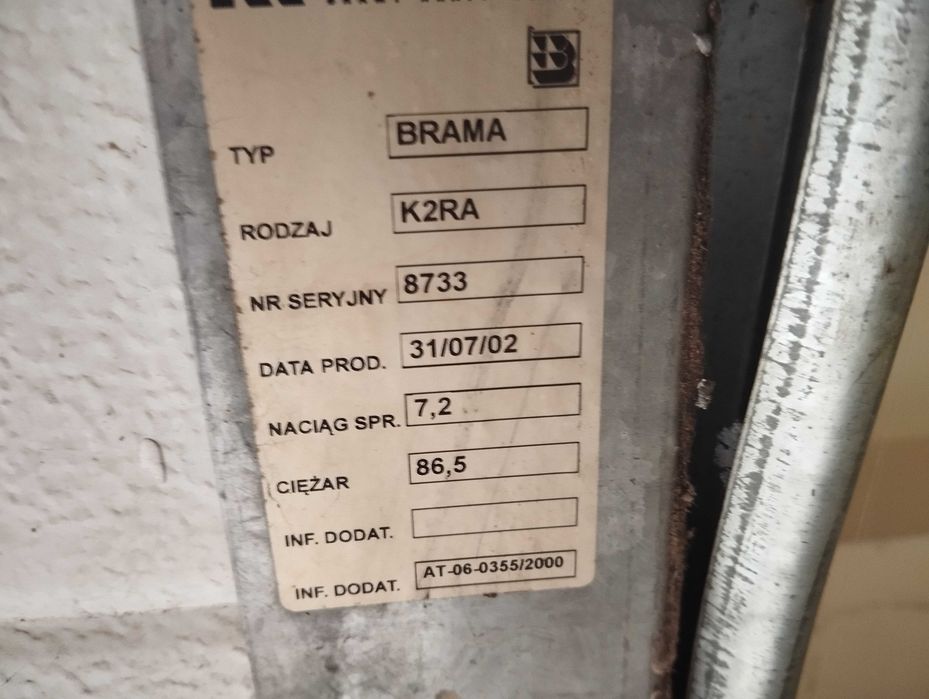 TYP BRAMA
RODZAJ K2RA
NR SERYJNY 8733
DATA PROD. 31/07/02
NACIĄG SPR. 7,2
CIĘŻAR 86,5
INF. DODAT.
INF. DODAT. AT-06-0355/2000